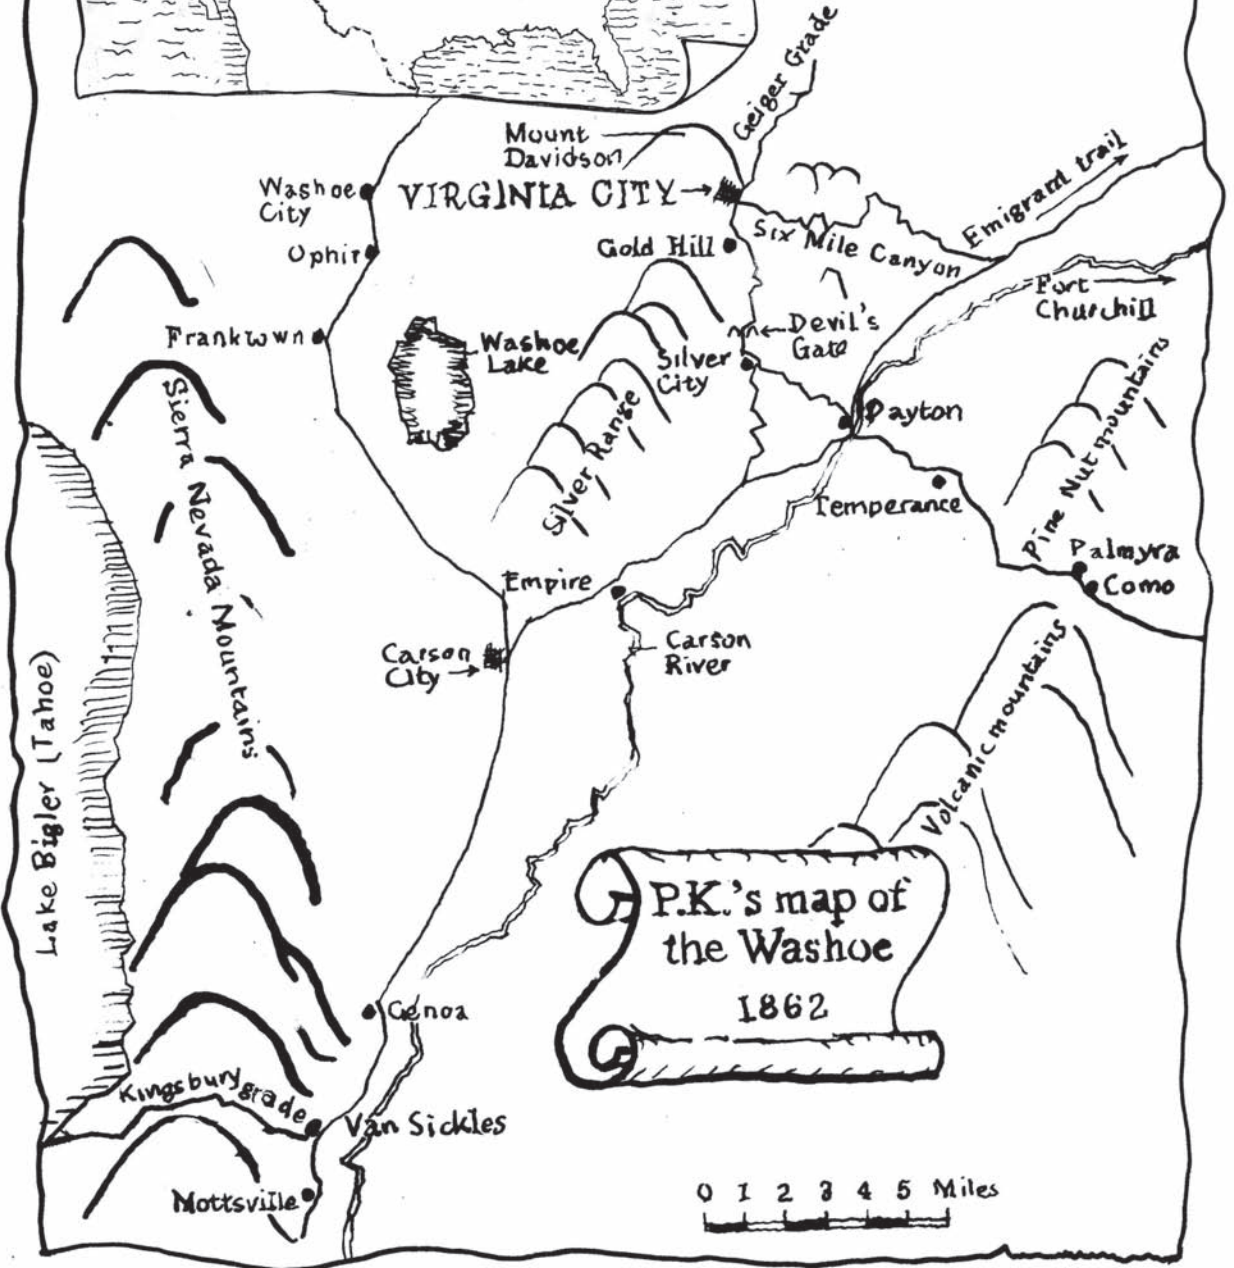 Geiger Grade
Mount
Davidson
Washoe
City
VIRGINIA CITY
Emigrant trail
Six Mile Canyon
Ophir
Gold Hill
Fort
Churchill
Franktown
Washoe
Lake
Devil's
Gate
Silver
City
Sierra Nevada Mountains
Silver Range
Dayton
Pine Nut mountains
Temperance
Palmyra
Como
Empire
Carson
City
Carson
River
Lake Bigler (Tahoe)
Volcanic mountains
P.K.'s map of
the Washoe
1862
Genoa
Kingsbury grade
Van Sickles
Mottsville
0 1 2 3 4 5 Miles